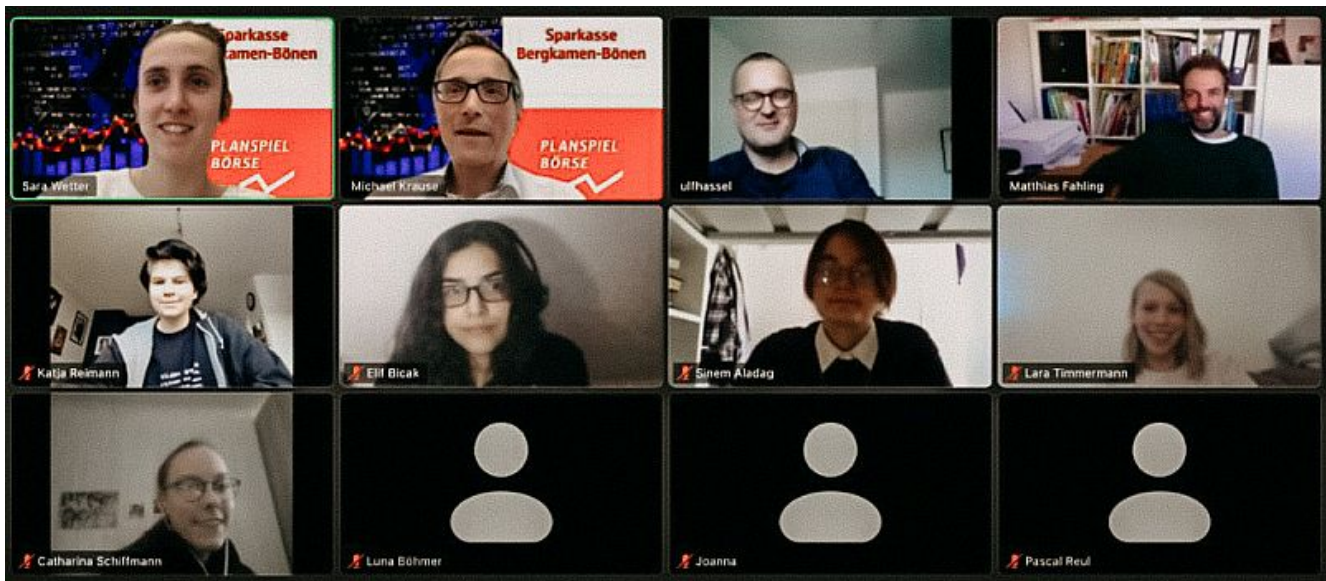 Sparkasse
kamen-Bönen
PLANSPIEL
BÖRSE
Sara Wetter
Sparkasse
Bergkamen-Bönen
PLANSPIEL
BÖRSE
Michael Krause
ulfhassel
Matthias Fahling
Katja Reimann
Elif Bicak
Sinem Aladag
Lara Timmermann
Catharina Schiffmann
Luna Böhmer
Joanna
Pascal Reul